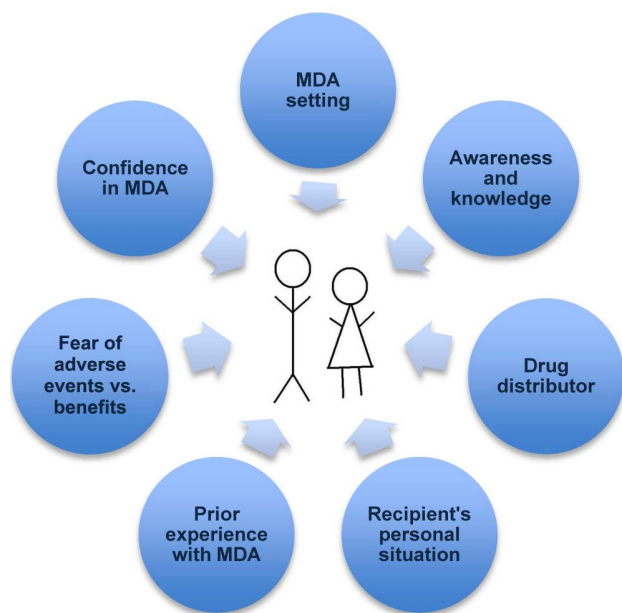 MDA
setting
Awareness
and
knowledge
Drug
distributor
Recipient's
personal
situation
Prior
experience
with MDA
Fear of
adverse
events vs.
benefits
Confidence
in MDA